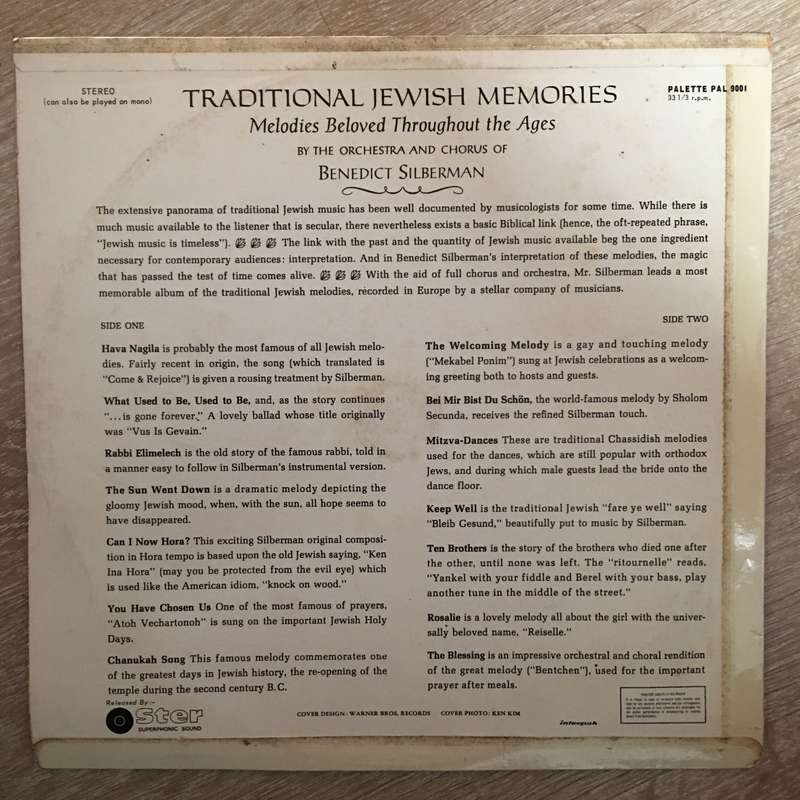 STEREO
(can also be played on mono)
TRADITIONAL JEWISH MEMORIES
PALETTE PAL 9001
33 1/3 r.p.m.
Melodies Beloved Throughout the Ages
BY THE ORCHESTRA AND CHORUS OF
BENEDICT SILBERMAN
The extensive panorama of traditional Jewish music has been well documented by musicologists for some time. While there is
much music available to the listener that is secular, there nevertheless exists a basic Biblical link (hence, the oft-repeated phrase,
"Jewish music is timeless"). The link with the past and the quantity of Jewish music available beg the one ingredient
necessary for contemporary audiences: interpretation. And in Benedict Silberman's interpretation of these melodies, the magic
that has passed the test of time comes alive. With the aid of full chorus and orchestra, Mr. Silberman leads a most
memorable album of the traditional Jewish melodies, recorded in Europe by a stellar company of musicians.
SIDE ONE
Hava Nagila is probably the most famous of all Jewish melo-
dies. Fairly recent in origin, the song (which translated is
"Come & Rejoice") is given a rousing treatment by Silberman.
What Used to Be, Used to Be, and, as the story continues
"...is gone forever." A lovely ballad whose title originally
was "Vus Is Gevain."
Rabbi Elimelech is the old story of the famous rabbi, told in
a manner easy to follow in Silberman's instrumental version.
The Sun Went Down is a dramatic melody depicting the
gloomy Jewish mood, when, with the sun, all hope seems to
have disappeared.
Can I Now Hora? This exciting Silberman original composi-
tion in Hora tempo is based upon the old Jewish saying, "Ken
Ina Hora" (may you be protected from the evil eye) which
is used like the American idiom, "knock on wood."
You Have Chosen Us One of the most famous of prayers,
"Atoh Vechartonoh" is sung on the important Jewish Holy
Days.
Chanukah Song This famous melody commemorates one
of the greatest days in Jewish history, the re-opening of the
temple during the second century B.C.
SIDE TWO
The Welcoming Melody is a gay and touching melody
("Mekabel Ponim") sung at Jewish celebrations as a welcom-
ing greeting both to hosts and guests.
Bei Mir Bist Du Schön, the world-famous melody by Sholom
Secunda, receives the refined Silberman touch.
Mitzva-Dances These are traditional Chassidish melodies
used for the dances, which are still popular with orthodox
Jews, and during which male guests lead the bride onto the
dance floor.
Keep Well is the traditional Jewish "fare ye well" saying
"Bleib Gesund," beautifully put to music by Silberman.
Ten Brothers is the story of the brothers who died one after
the other, until none was left. The "ritournelle" reads,
"Yankel with your fiddle and Berel with your bass, play
another tune in the middle of the street."
Rosalie is a lovely melody all about the girl with the univer-
sally beloved name, "Reiselle."
The Blessing is an impressive orchestral and choral rendition
of the great melody ("Bentchen"), used for the important
prayer after meals.
Released By:-
Ster
SUPERPHONIC SOUND
COVER DESIGN: WARNER BROS. RECORDS COVER PHOTO: KEN KIM
interpak